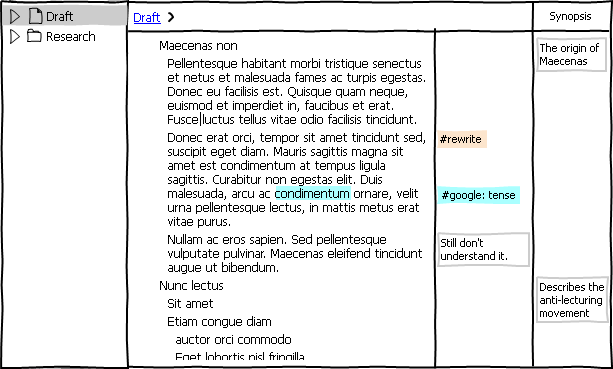 Draft
Research
Draft
Synopsis
Maecenas non
The origin of
Maecenas
Pellentesque habitant morbi tristique senectus
et netus et malesuada fames ac turpis egestas.
Donec eu facilisis est. Quisque quam neque,
euismod et imperdiet in, faucibus et erat.
Fusce luctus tellus vitae odio facilisis tincidunt.
Donec erat orci, tempor sit amet tincidunt sed,
suscipit eget diam. Mauris sagittis magna sit
amet est condimentum at tempus ligula
sagittis. Curabitur non egestas elit. Duis
malesuada, arcu ac condimentum ornare, velit
urna pellentesque lectus, in mattis metus erat
vitae purus.
#rewrite
#google: tense
Nullam ac eros sapien. Sed pellentesque
vulputate pulvinar. Maecenas eleifend tincidunt
augue ut bibendum.
Still don't
understand it.
Nunc lectus
Describes the
anti-lecturing
movement
Sit amet
Etiam congue diam
auctor orci commodo
Eget lobortis nisl fringilla